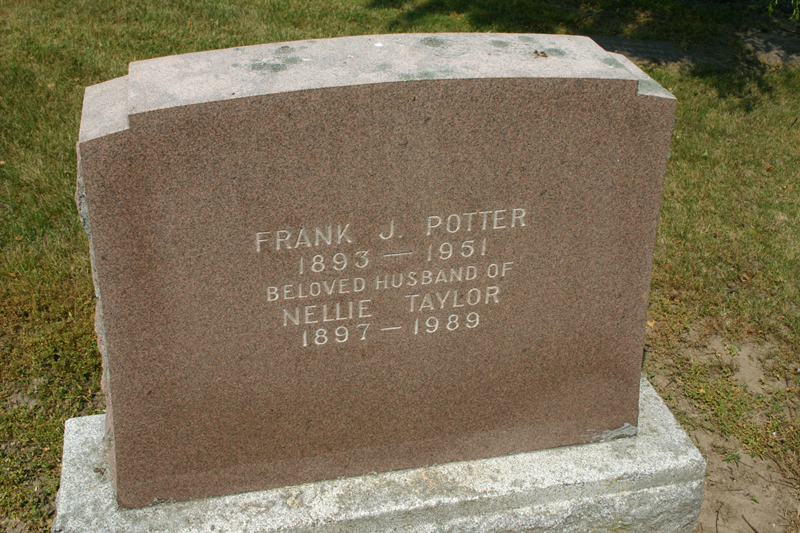 FRANK J. POTTER
1893 — 1951
BELOVED HUSBAND OF
NELLIE TAYLOR
1897 — 1989